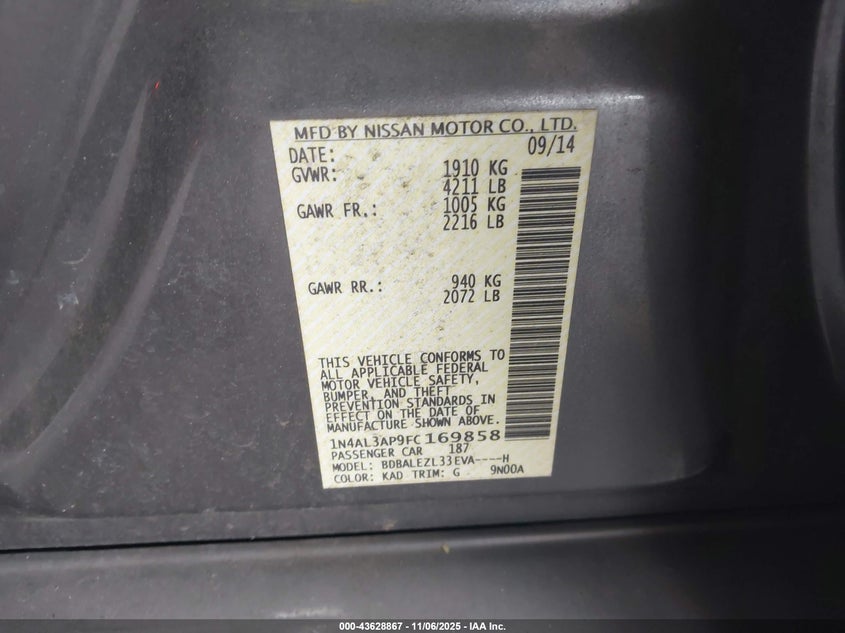 MFD BY NISSAN MOTOR CO., LTD.
DATE: 09/14
GVWR: 1910 KG
4211 LB
GAWR FR.: 1005 KG
2216 LB
GAWR RR.: 940 KG
2072 LB
THIS VEHICLE CONFORMS TO
ALL APPLICABLE FEDERAL
MOTOR VEHICLE SAFETY,
BUMPER, AND THEFT
PREVENTION STANDARDS IN
EFFECT ON THE DATE OF
MANUFACTURE SHOWN ABOVE.
1N4AL3AP9FC169858
PASSENGER CAR 187
MODEL: BDBALEZL33EVA----H
COLOR: KAD TRIM: G 9N00A
000-43628867 - 11/06/2025 - IAA Inc.